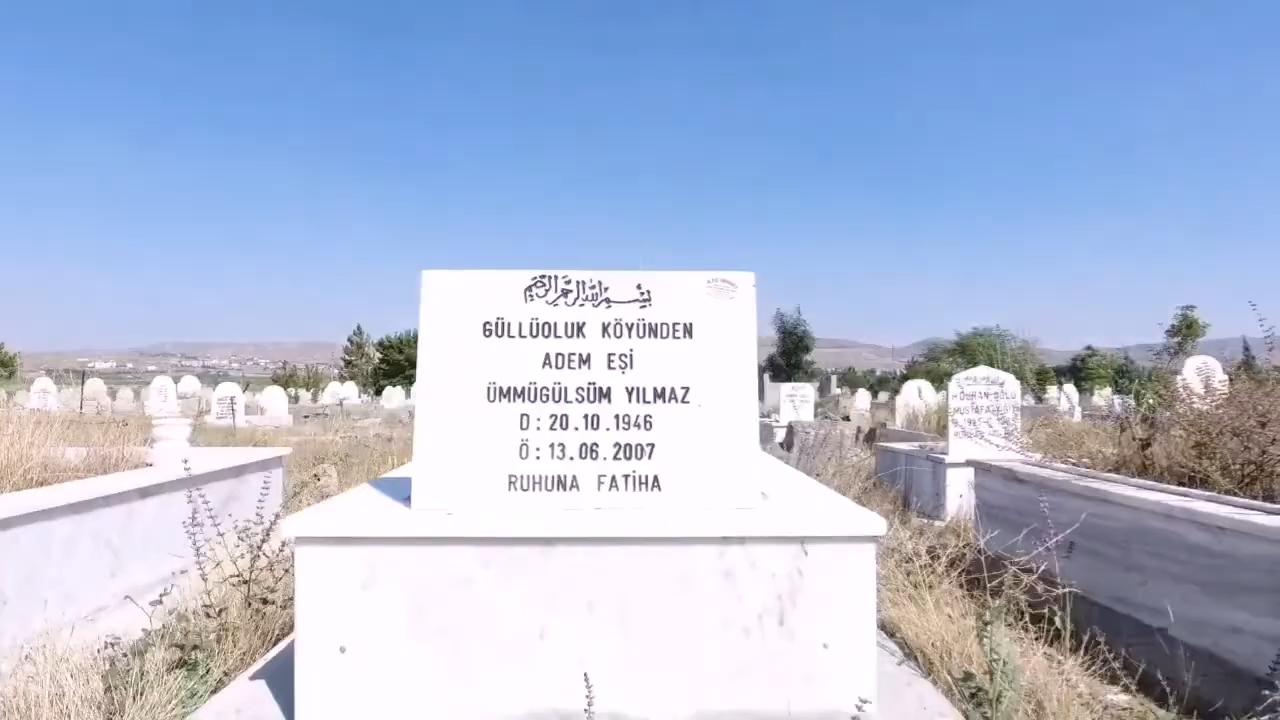 بسم الله الرحمن الرحيم
GÜLLÜOLUK KÖYÜNDEN
ADEM EŞİ
ÜMMÜGÜLSÜM YILMAZ
D: 20.10.1946
Ö: 13.06.2007
RUHUNA FATİHA